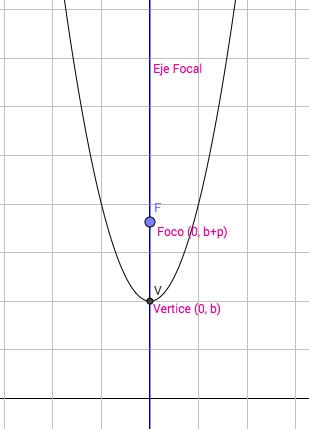 Eje Focal
F
Foco (0, b+p)
V
Vertice (0, b)